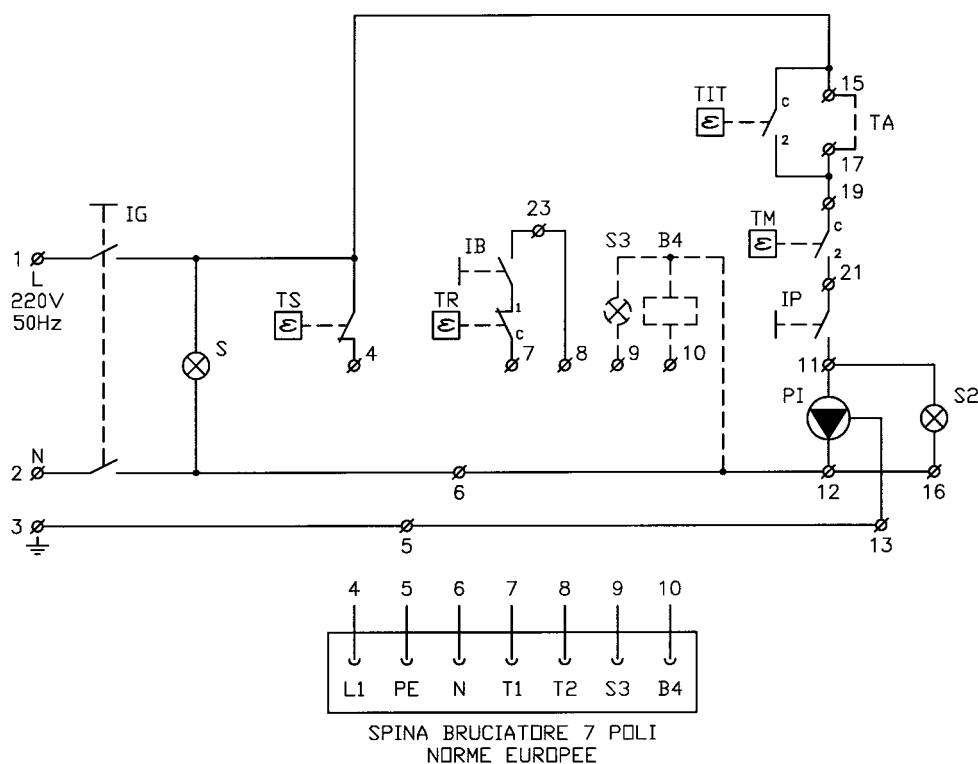 15
TIT
C
2
TA
17
19
IG
23
TM
C
2
IB
S3
B4
1
L
220V
50Hz
TS
TR
1
C
21
IP
S
4
7
8
9
10
11
PI
S2
N
2
6
12
16
3
5
13
4 5 6 7 8 9 10
L1 PE N T1 T2 S3 B4
SPINA BRUCIATORE 7 POLI
NORME EUROPEE